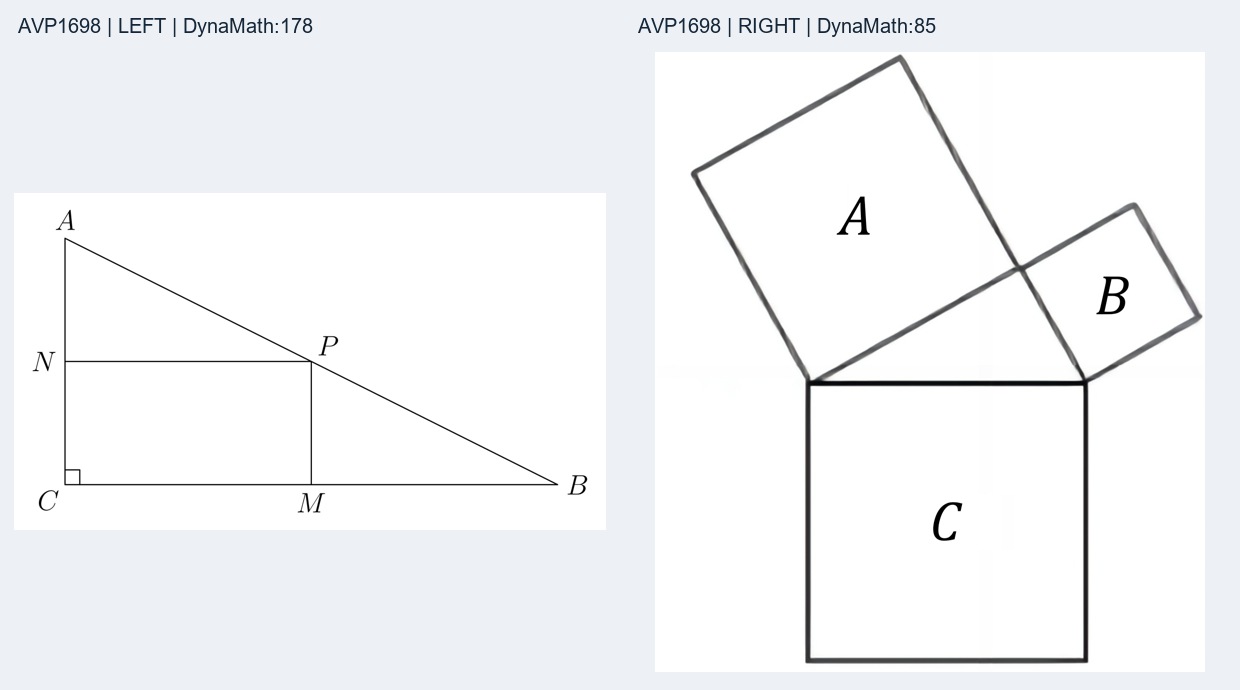 AVP1698 | LEFT | DynaMath:178
A
N
P
C
M
B
AVP1698 | RIGHT | DynaMath:85
A
B
C